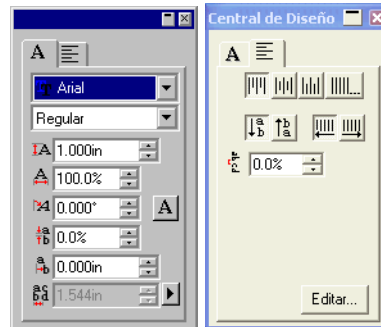 Arial
Regular
1.000in
100.0%
0.000°
0.0%
0.000in
1.544in
Central de Diseño
0.0%
Editar...